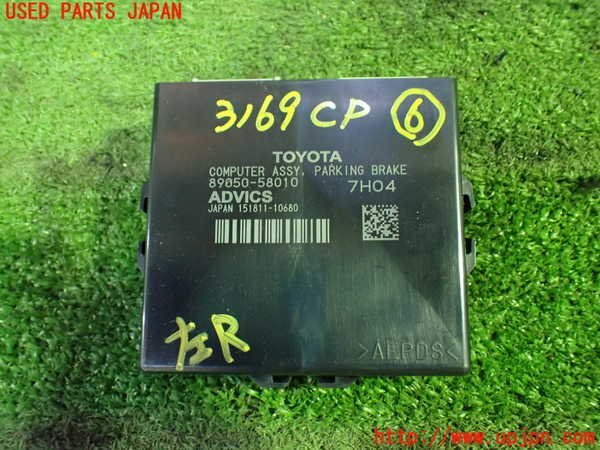 USED PARTS JAPAN
3169 CP ⑥
TOYOTA
COMPUTER ASSY, PARKING BRAKE
89050-58010 7H04
ADVICS
JAPAN 151811-10680
左R
>AEPDS<
http://www.upjpn.com